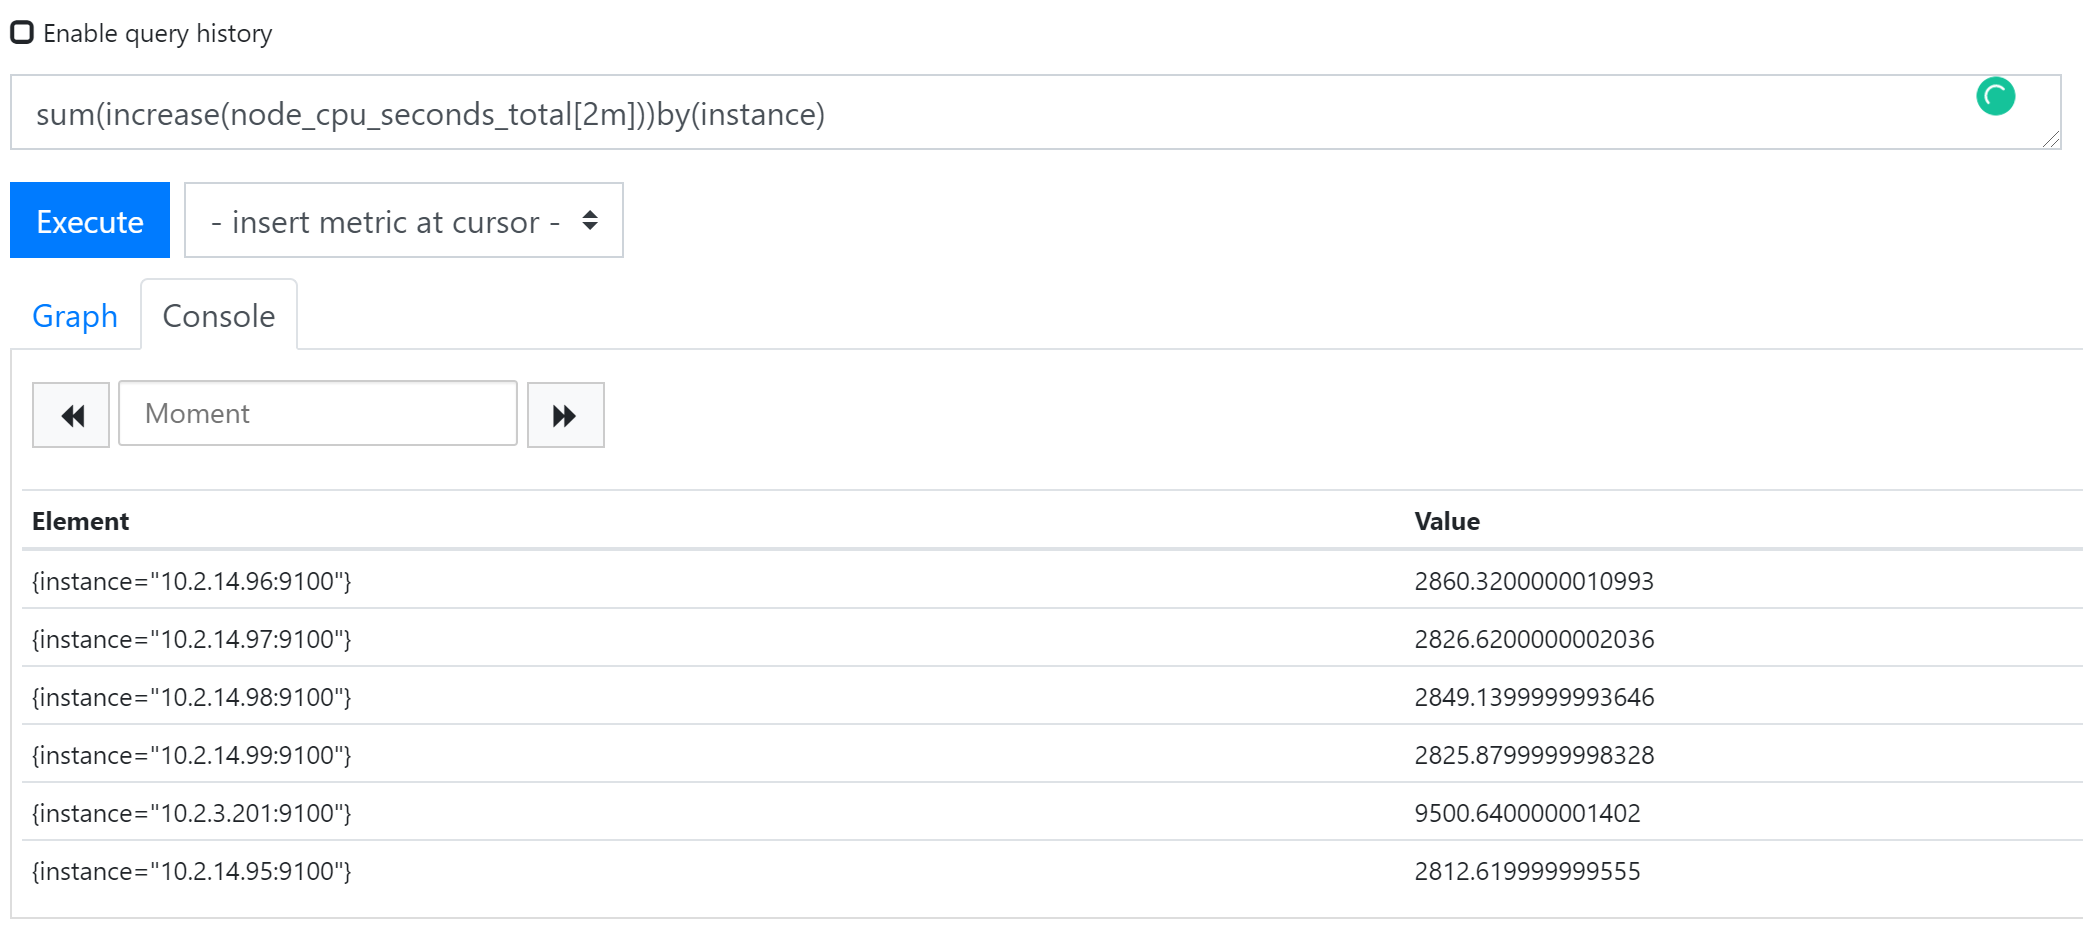 Enable query history
sum(increase(node_cpu_seconds_total[2m]))by(instance)
Execute
- insert metric at cursor -
Graph
Console
Moment
Element Value
{instance="10.2.14.96:9100"} 2860.3200000010993
{instance="10.2.14.97:9100"} 2826.6200000002036
{instance="10.2.14.98:9100"} 2849.1399999993646
{instance="10.2.14.99:9100"} 2825.8799999998328
{instance="10.2.3.201:9100"} 9500.640000001402
{instance="10.2.14.95:9100"} 2812.619999999555